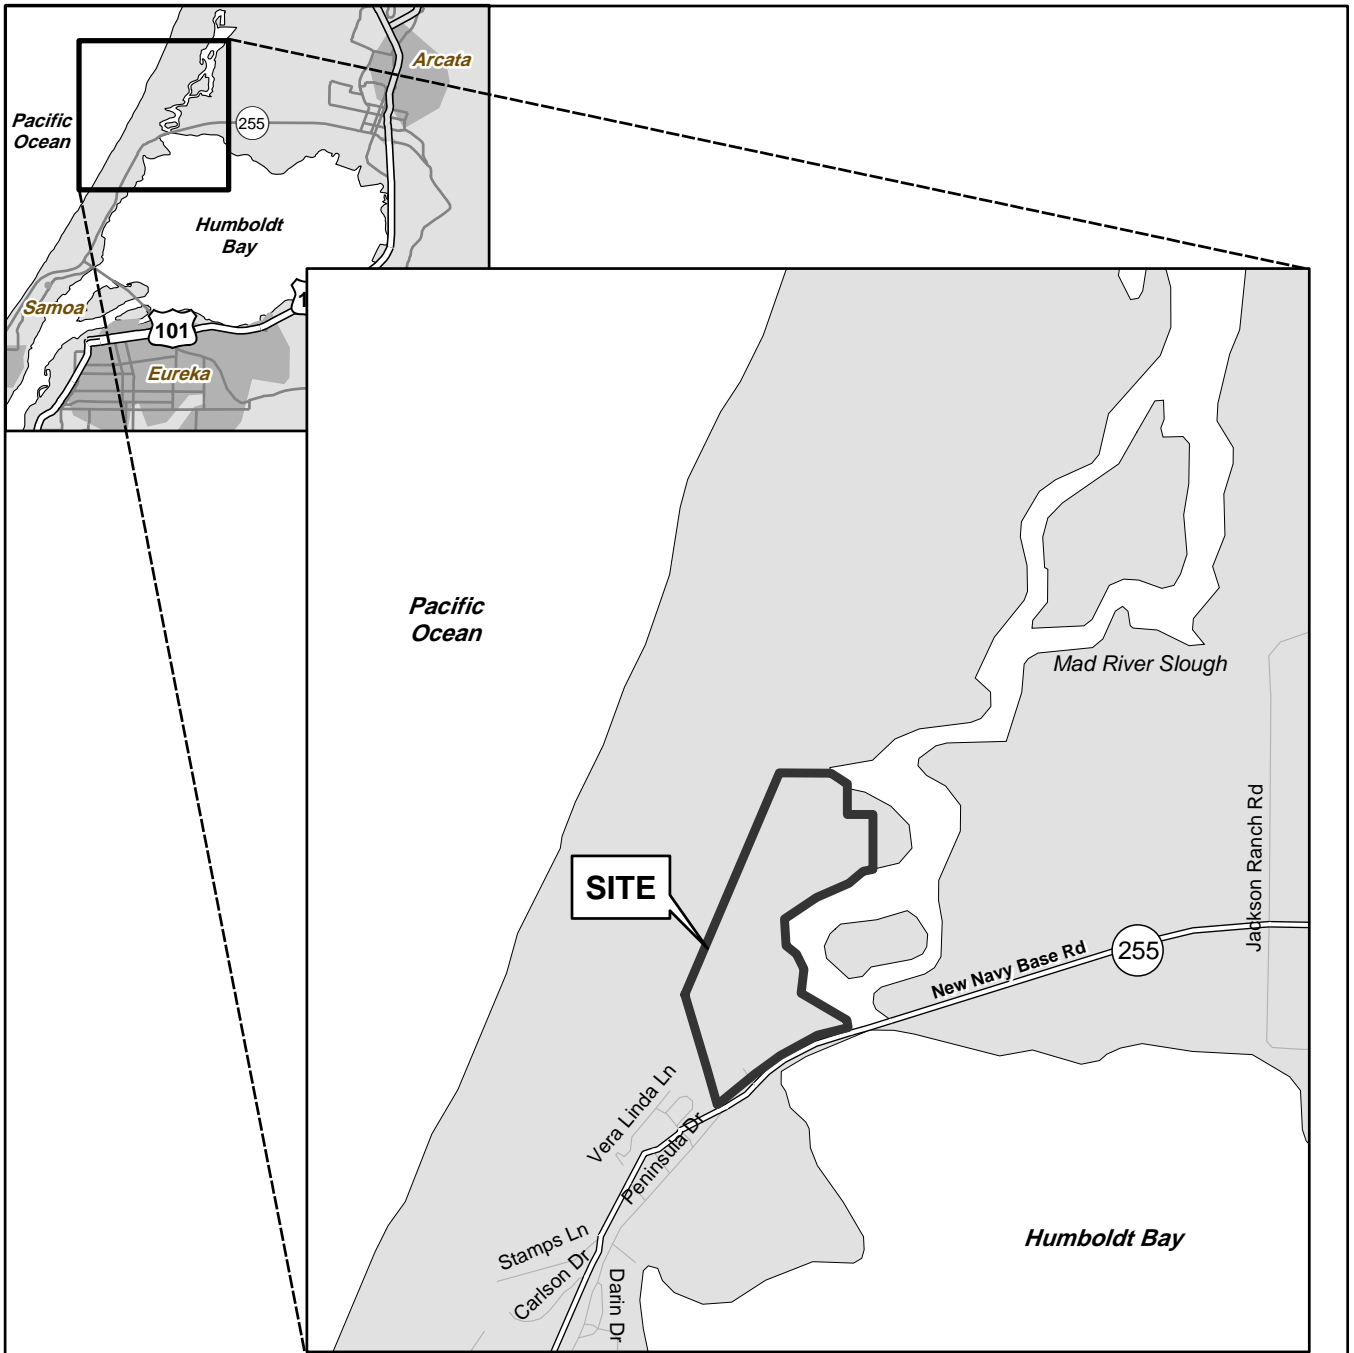 Arcata
Pacific
Ocean
255
Humboldt
Bay
Samoa
101
1
Eureka
Pacific
Ocean
Mad River Slough
Jackson Ranch Rd
SITE
255
New Navy Base Rd
Vera Linda Ln
Peninsula Dr
Humboldt Bay
Stamps Ln
Carlson Dr
Darin Dr